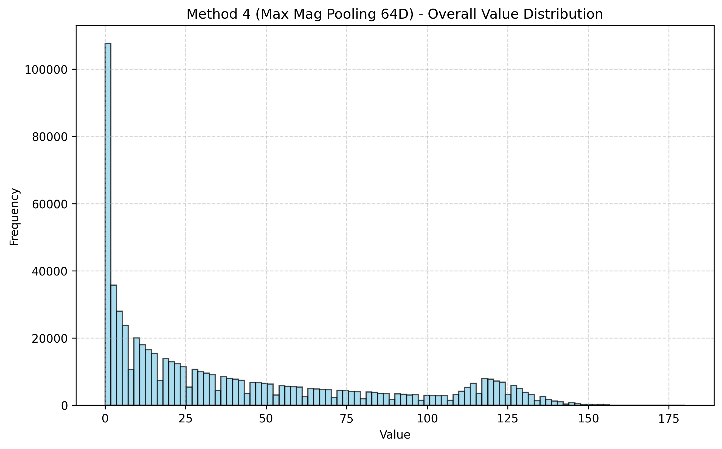 Method 4 (Max Mag Pooling 64D) - Overall Value Distribution
100000
80000
60000
40000
20000
0
Frequency
0 25 50 75 100 125 150 175
Value